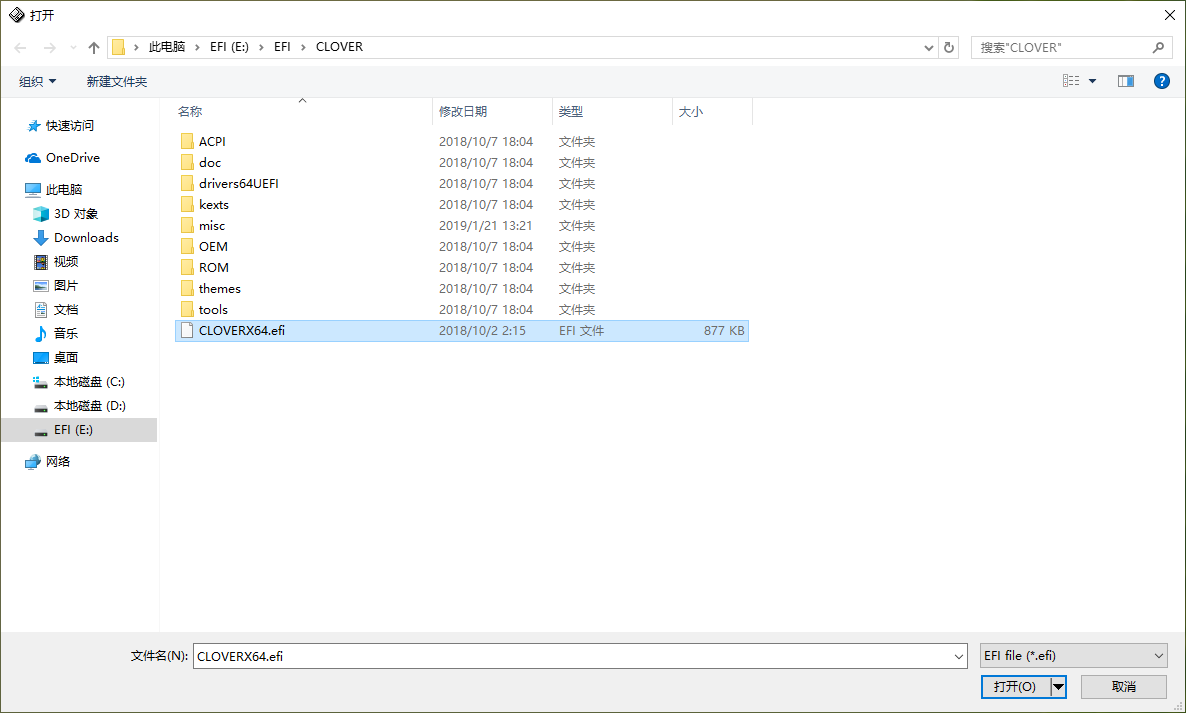 打开
此电脑 › EFI (E:) › EFI › CLOVER
搜索"CLOVER"
组织 新建文件夹
名称 修改日期 类型 大小
快速访问
OneDrive
此电脑
3D 对象
Downloads
视频
图片
文档
音乐
桌面
本地磁盘 (C:)
本地磁盘 (D:)
EFI (E:)
网络
ACPI 2018/10/7 18:04 文件夹
doc 2018/10/7 18:04 文件夹
drivers64UEFI 2018/10/7 18:04 文件夹
kexts 2018/10/7 18:04 文件夹
misc 2019/1/21 13:21 文件夹
OEM 2018/10/7 18:04 文件夹
ROM 2018/10/7 18:04 文件夹
themes 2018/10/7 18:04 文件夹
tools 2018/10/7 18:04 文件夹
CLOVERX64.efi 2018/10/2 2:15 EFI 文件 877 KB
文件名(N): CLOVERX64.efi EFI file (*.efi)
打开(O) 取消